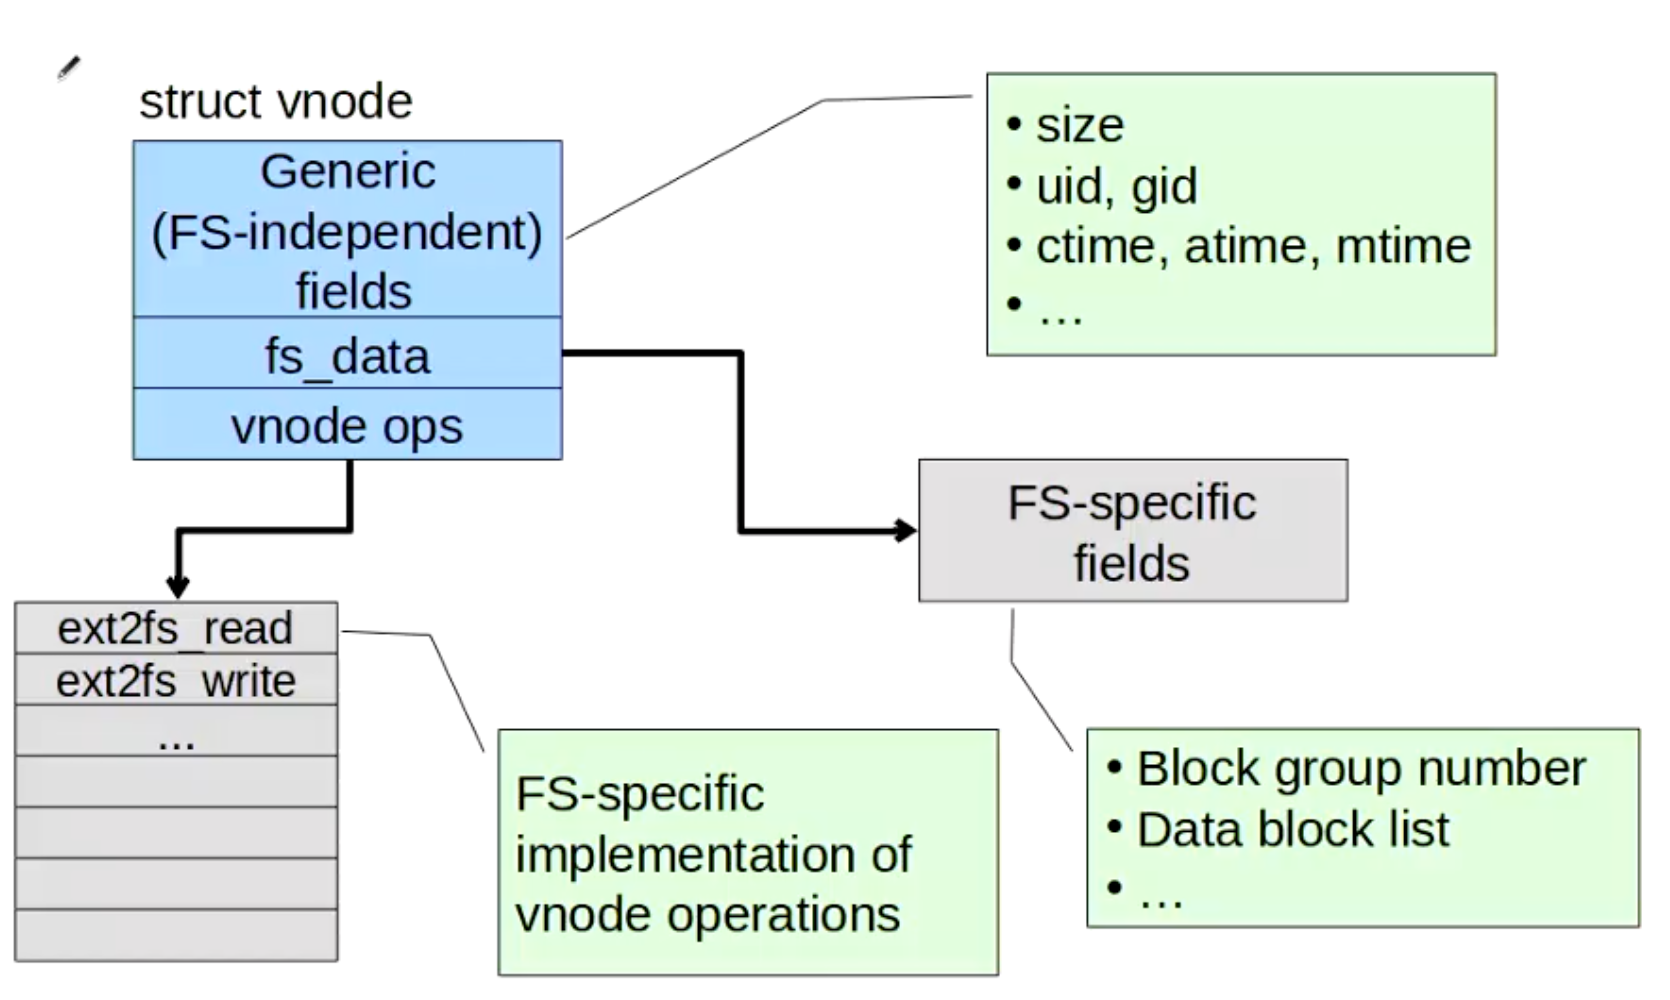 struct vnode
Generic
(FS-independent)
fields
fs_data
vnode ops
• size
• uid, gid
• ctime, atime, mtime
• …
FS-specific
fields
ext2fs_read
ext2fs_write
...
FS-specific
implementation of
vnode operations
• Block group number
• Data block list
• …